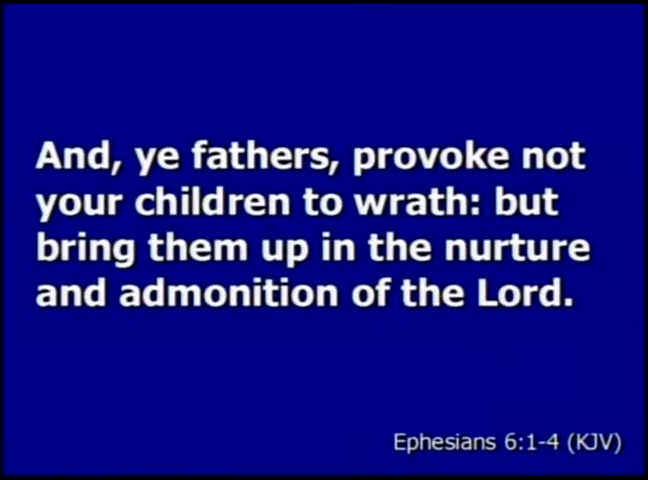 And, ye fathers, provoke not
your children to wrath: but
bring them up in the nurture
and admonition of the Lord.
Ephesians 6:1-4 (KJV)